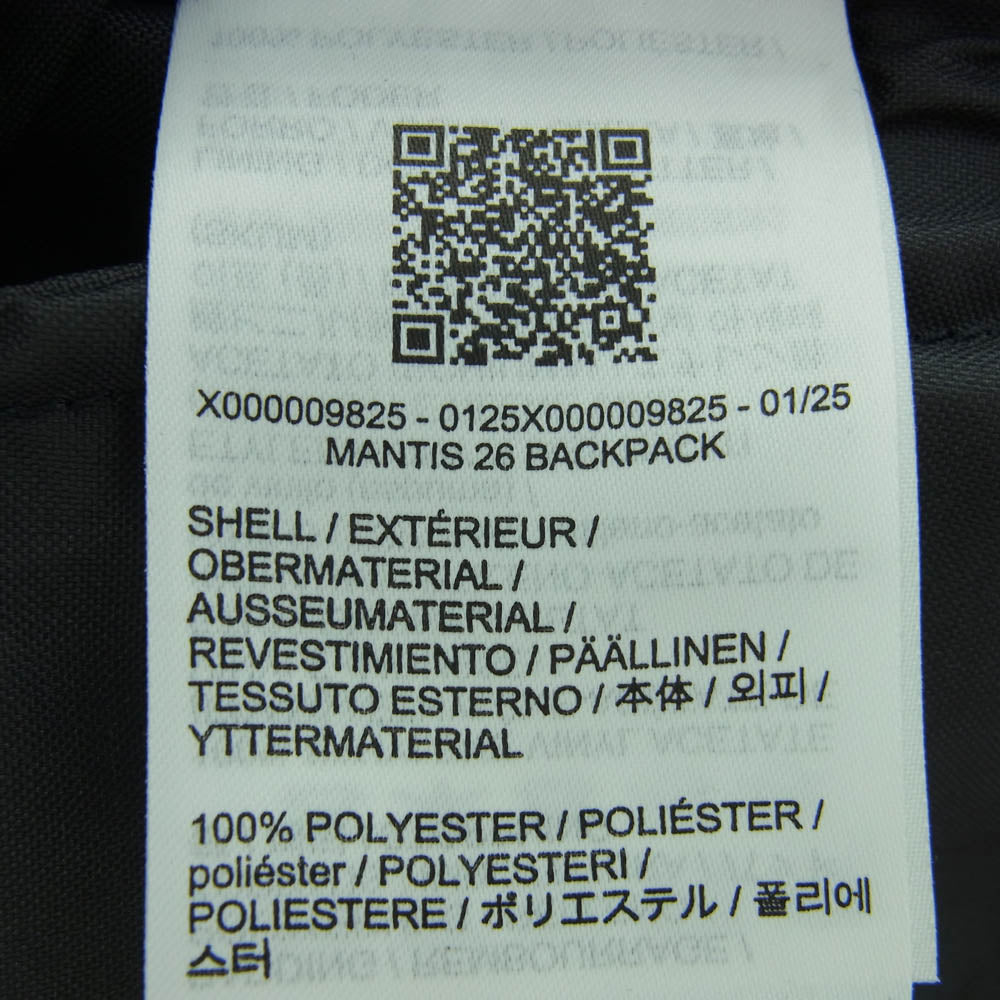 X000009825 - 0125X000009825 - 01/25
MANTIS 26 BACKPACK
SHELL / EXTÉRIEUR /
OBERMATERIAL /
AUSSEUMATERIAL /
REVESTIMIENTO / PÄÄLLINEN /
TESSUTO ESTERNO / 本体 / 외피 /
YTTERMATERIAL
100% POLYESTER / POLIÉSTER /
poliéster / POLYESTERI /
POLIESTERE / ポリエステル / 폴리에
스터